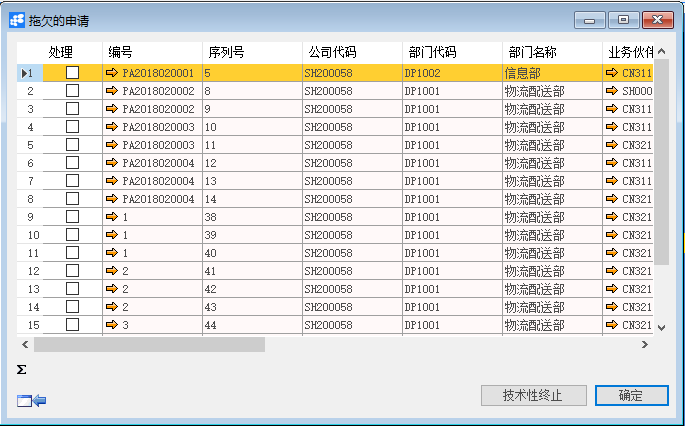 拖欠的申请
处理 编号 序列号 公司代码 部门代码 部门名称 业务伙伴
1 PA2018020001 5 SH200058 DP1002 信息部 CN311
2 PA2018020002 8 SH200058 DP1001 物流配送部 SH000
3 PA2018020002 9 SH200058 DP1001 物流配送部 CN311
4 PA2018020003 10 SH200058 DP1001 物流配送部 CN311
5 PA2018020003 11 SH200058 DP1001 物流配送部 CN321
6 PA2018020004 12 SH200058 DP1001 物流配送部 CN311
7 PA2018020004 13 SH200058 DP1001 物流配送部 CN311
8 PA2018020004 14 SH200058 DP1001 物流配送部 CN321
9 1 38 SH200058 DP1001 物流配送部 CN321
10 1 39 SH200058 DP1001 物流配送部 CN321
11 1 40 SH200058 DP1001 物流配送部 CN321
12 2 41 SH200058 DP1001 物流配送部 CN321
13 2 42 SH200058 DP1001 物流配送部 CN321
14 2 43 SH200058 DP1001 物流配送部 CN321
15 3 44 SH200058 DP1001 物流配送部 CN321
Σ
技术性终止 确定